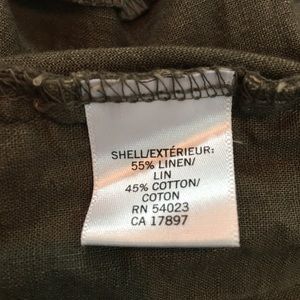 SHELL/EXTÉRIEUR:
55% LINEN/
LIN
45% COTTON/
COTON
RN 54023
CA 17897